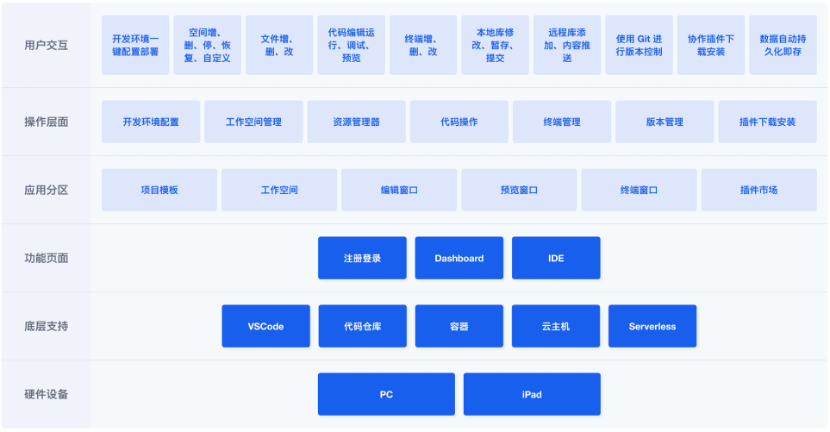 用户交互
开发环境一
键配置部署
空间增、
删、停、恢
复、自定义
文件增、
删、改
代码编辑运
行、调试、
预览
终端增、
删、改
本地库修
改、暂存、
提交
远程库添
加、内容推
送
使用 Git 进
行版本控制
协作插件下
载安装
数据自动持
久化即存
操作层面
开发环境配置
工作空间管理
资源管理器
代码操作
终端管理
版本管理
插件下载安装
应用分区
项目模板
工作空间
编辑窗口
预览窗口
终端窗口
插件市场
功能页面
注册登录
Dashboard
IDE
底层支持
VSCode
代码仓库
容器
云主机
Serverless
硬件设备
PC
iPad